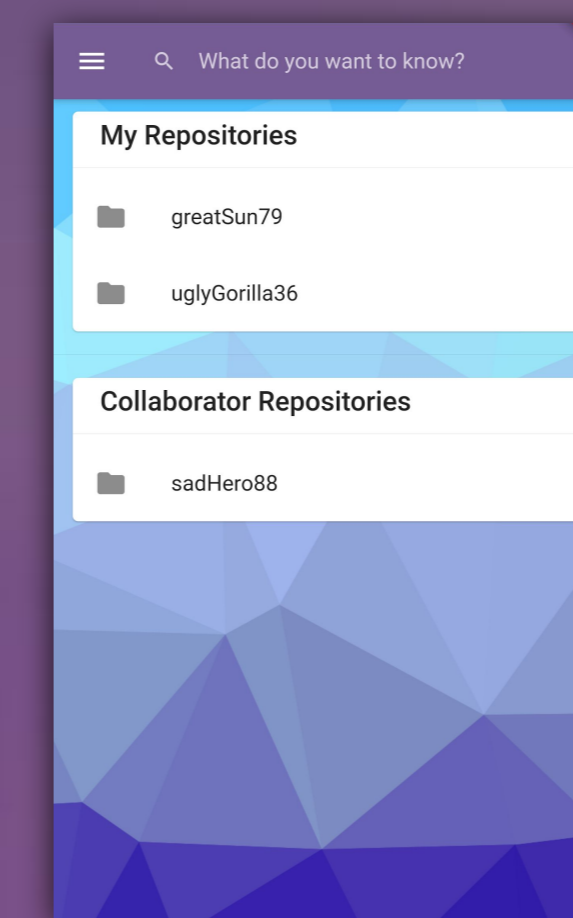 What do you want to know?
My Repositories
greatSun79
uglyGorilla36
Collaborator Repositories
sadHero88